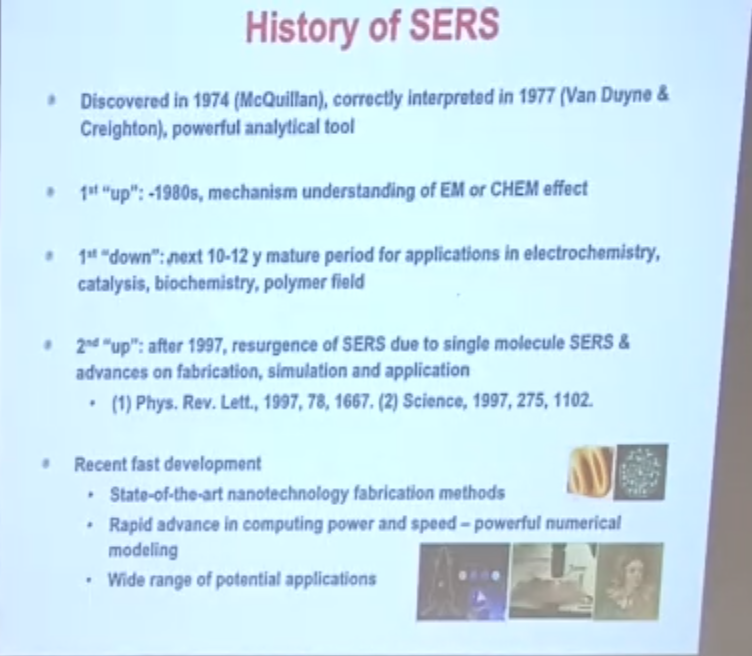 History of SERS
Discovered in 1974 (McQuillan), correctly interpreted in 1977 (Van Duyne &
Creighton), powerful analytical tool
1st "up": -1980s, mechanism understanding of EM or CHEM effect
1st "down": next 10-12 y mature period for applications in electrochemistry,
catalysis, biochemistry, polymer field
2nd "up": after 1997, resurgence of SERS due to single molecule SERS &
advances on fabrication, simulation and application
• (1) Phys. Rev. Lett., 1997, 78, 1667. (2) Science, 1997, 275, 1102.
Recent fast development
• State-of-the-art nanotechnology fabrication methods
• Rapid advance in computing power and speed – powerful numerical
modeling
• Wide range of potential applications